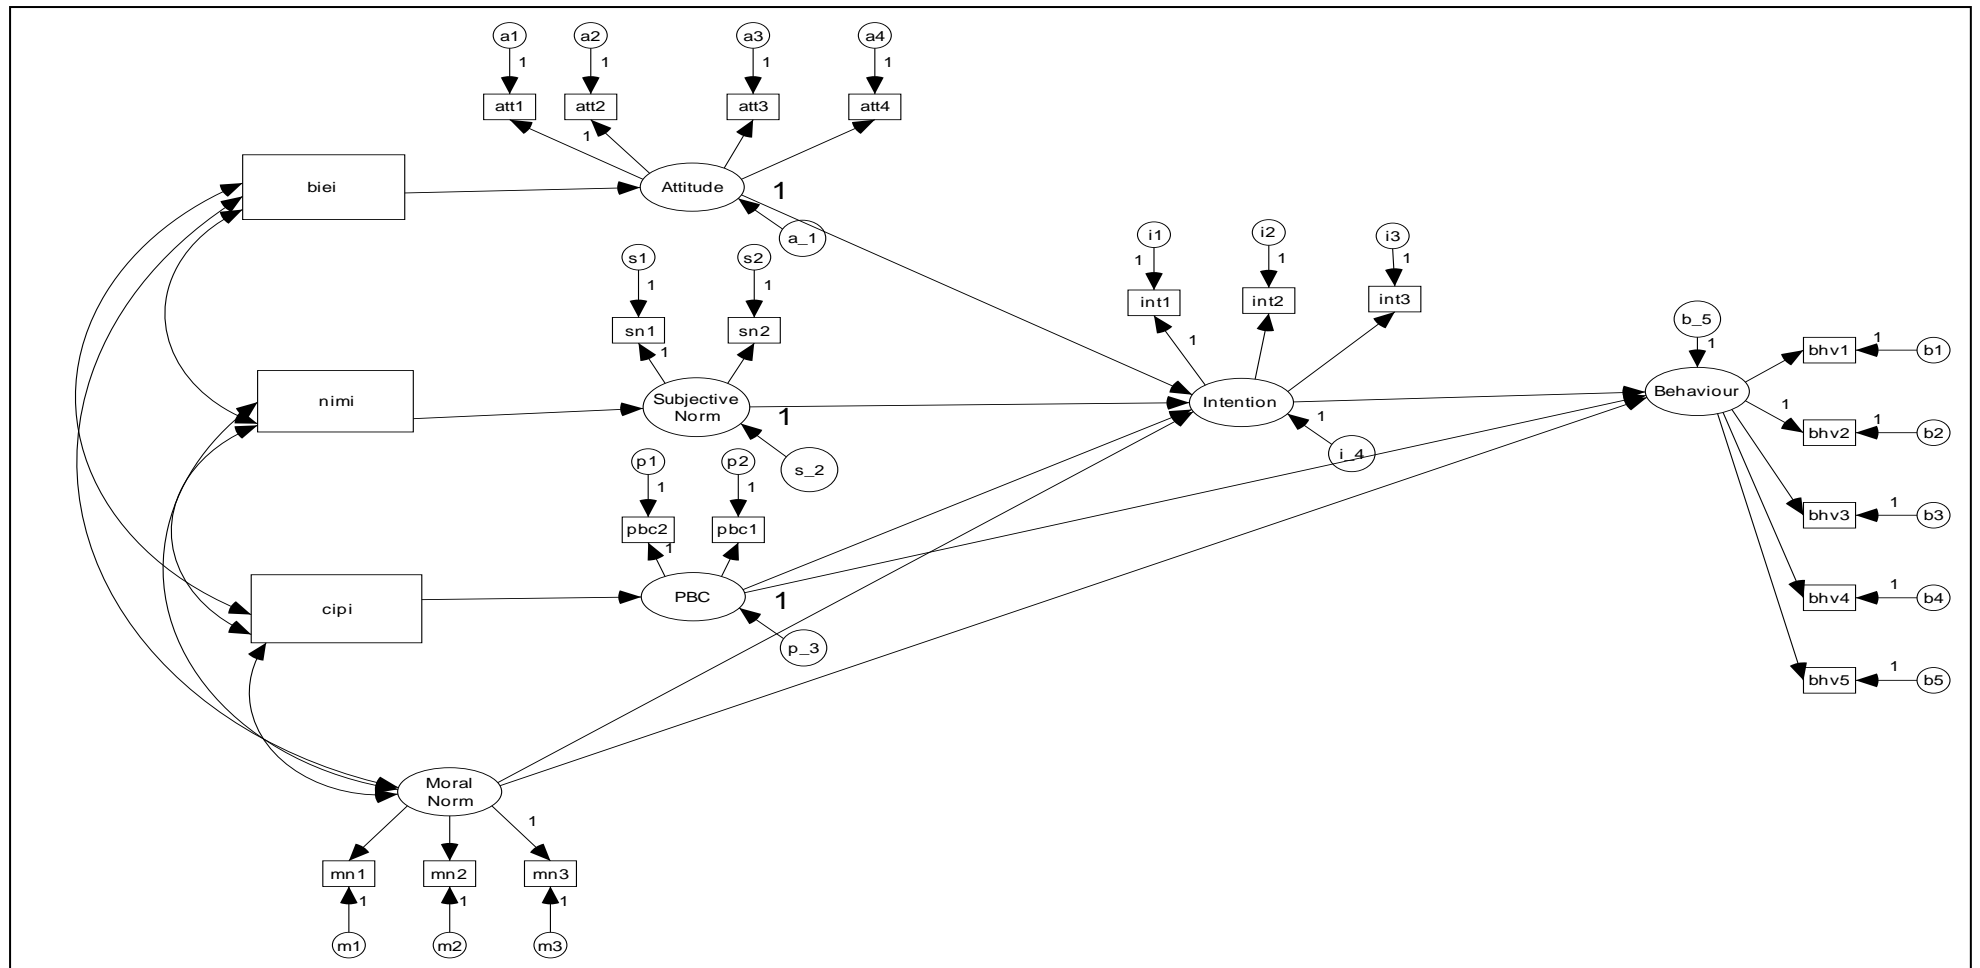 a1
a2
a3
a4
1
1
1
1
att1
att2
att3
att4
1
biei
Attitude
1
a_1
s1
s2
1
1
sn1
sn2
1
nimi
Subjective
Norm
1
s_2
i1
i2
i3
1
1
1
int1
int2
int3
1
Intention
1
i_4
b_5
1
Behaviour
1
bhv1
1
b1
bhv2
1
b2
bhv3
1
b3
bhv4
1
b4
bhv5
1
b5
p1
p2
1
1
pbc2
pbc1
1
cipi
PBC
1
p_3
Moral
Norm
1
mn1
mn2
mn3
1
1
1
m1
m2
m3